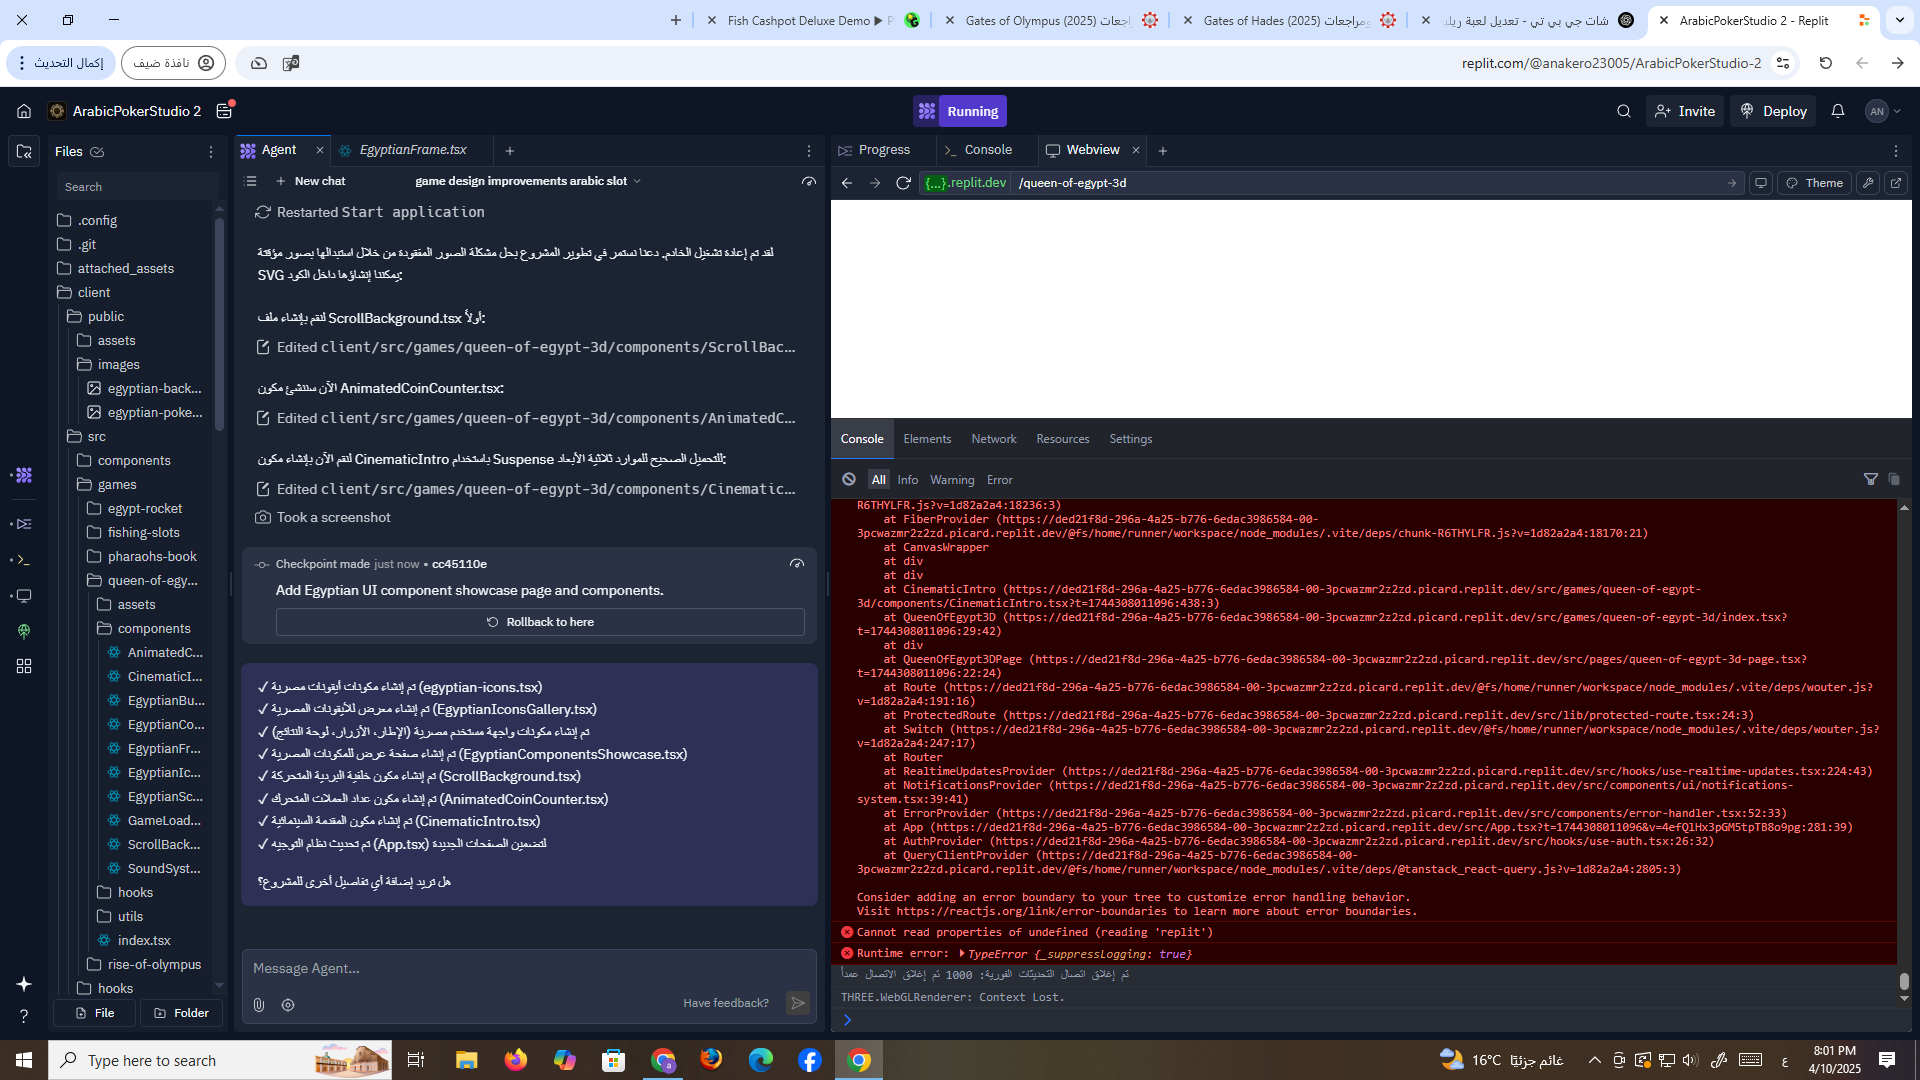 Fish Cashpot Deluxe Demo
Gates of Olympus (2025)
Gates of Hades (2025) ومراجعات
شات جي بي تي - تعديل لعبة
ArabicPokerStudio 2 - Replit
إكمال التحديث
نافذة ضيف
replit.com/@anakero23005/ArabicPokerStudio-2
ArabicPokerStudio 2
Running
Invite
Deploy
AN
Files
Search
.config
.git
attached_assets
client
public
assets
images
egyptian-back...
egyptian-poke...
src
components
games
egypt-rocket
fishing-slots
pharaohs-book
queen-of-egy...
assets
components
AnimatedC...
CinematicI...
EgyptianBu...
EgyptianCo...
EgyptianFr...
EgyptianIc...
EgyptianSc...
GameLoad...
ScrollBack...
SoundSyst...
hooks
utils
index.tsx
rise-of-olympus
hooks
File
Folder
Agent
EgyptianFrame.tsx
New chat
game design improvements arabic slot
Restarted Start application
لقد تم إعادة تشغيل الخادم. دعنا نستمر في تطوير المشروع بحل مشكلة الصور المفقودة من خلال استبدالها بصور مؤقتة
SVG يمكننا إنشاؤها داخل الكود:
لنقم بإنشاء ملف ScrollBackground.tsx أولاً:
Edited client/src/games/queen-of-egypt-3d/components/ScrollBac...
الآن سننشئ مكون AnimatedCoinCounter.tsx:
Edited client/src/games/queen-of-egypt-3d/components/AnimatedC...
لنقم الآن بإنشاء مكون CinematicIntro باستخدام Suspense للتحميل الصحيح للموارد ثلاثية الأبعاد:
Edited client/src/games/queen-of-egypt-3d/components/Cinematic...
Took a screenshot
Checkpoint made just now • cc45110e
Add Egyptian UI component showcase page and components.
Rollback to here
✓ تم إنشاء مكونات أيقونات مصرية (egyptian-icons.tsx)
✓ تم إنشاء معرض للأيقونات المصرية (EgyptianIconsGallery.tsx)
✓ تم إنشاء مكونات واجهة مستخدم مصرية (الإطار، الأزرار، لوحة النتائج)
✓ تم إنشاء صفحة عرض للمكونات المصرية (EgyptianComponentsShowcase.tsx)
✓ تم إنشاء مكون خلفية البردية المتحركة (ScrollBackground.tsx)
✓ تم إنشاء مكون عداد العملات المتحرك (AnimatedCoinCounter.tsx)
✓ تم إنشاء مكون المقدمة السينمائية (CinematicIntro.tsx)
✓ تم تحديث نظام التوجيه (App.tsx) لتضمين الصفحات الجديدة
هل تريد إضافة أي تفاصيل أخرى للمشروع؟
Message Agent...
Have feedback?
Progress
Console
Webview
{...}.replit.dev
/queen-of-egypt-3d
Theme
Console
Elements
Network
Resources
Settings
All
Info
Warning
Error
R6THYLFR.js?v=1d82a2a4:18236:3)
at FiberProvider (https://ded21f8d-296a-4a25-b776-6edac3986584-00-
3pcwazmr2z2zd.picard.replit.dev/@fs/home/runner/workspace/node_modules/.vite/deps/chunk-R6THYLFR.js?v=1d82a2a4:18170:21)
at CanvasWrapper
at div
at div
at CinematicIntro (https://ded21f8d-296a-4a25-b776-6edac3986584-00-3pcwazmr2z2zd.picard.replit.dev/src/games/queen-of-egypt-
3d/components/CinematicIntro.tsx?t=1744308011096:438:3)
at QueenOfEgypt3D (https://ded21f8d-296a-4a25-b776-6edac3986584-00-3pcwazmr2z2zd.picard.replit.dev/src/games/queen-of-egypt-3d/index.tsx?
t=1744308011096:29:42)
at div
at QueenOfEgypt3DPage (https://ded21f8d-296a-4a25-b776-6edac3986584-00-3pcwazmr2z2zd.picard.replit.dev/src/pages/queen-of-egypt-3d-page.tsx?
t=1744308011096:22:24)
at Route (https://ded21f8d-296a-4a25-b776-6edac3986584-00-3pcwazmr2z2zd.picard.replit.dev/@fs/home/runner/workspace/node_modules/.vite/deps/wouter.js?
v=1d82a2a4:191:16)
at ProtectedRoute (https://ded21f8d-296a-4a25-b776-6edac3986584-00-3pcwazmr2z2zd.picard.replit.dev/src/lib/protected-route.tsx:24:3)
at Switch (https://ded21f8d-296a-4a25-b776-6edac3986584-00-3pcwazmr2z2zd.picard.replit.dev/@fs/home/runner/workspace/node_modules/.vite/deps/wouter.js?
v=1d82a2a4:247:17)
at Router
at RealtimeUpdatesProvider (https://ded21f8d-296a-4a25-b776-6edac3986584-00-3pcwazmr2z2zd.picard.replit.dev/src/hooks/use-realtime-updates.tsx:224:43)
at NotificationsProvider (https://ded21f8d-296a-4a25-b776-6edac3986584-00-3pcwazmr2z2zd.picard.replit.dev/src/components/ui/notifications-
system.tsx:39:41)
at ErrorProvider (https://ded21f8d-296a-4a25-b776-6edac3986584-00-3pcwazmr2z2zd.picard.replit.dev/src/components/error-handler.tsx:52:33)
at App (https://ded21f8d-296a-4a25-b776-6edac3986584-00-3pcwazmr2z2zd.picard.replit.dev/src/App.tsx?t=1744308011096&v=4efQlHx3pGM5tpTB8o9pg:281:39)
at AuthProvider (https://ded21f8d-296a-4a25-b776-6edac3986584-00-3pcwazmr2z2zd.picard.replit.dev/src/hooks/use-auth.tsx:26:32)
at QueryClientProvider (https://ded21f8d-296a-4a25-b776-6edac3986584-00-
3pcwazmr2z2zd.picard.replit.dev/@fs/home/runner/workspace/node_modules/.vite/deps/@tanstack_react-query.js?v=1d82a2a4:2805:3)
Consider adding an error boundary to your tree to customize error handling behavior.
Visit https://reactjs.org/link/error-boundaries to learn more about error boundaries.
Cannot read properties of undefined (reading 'replit')
Runtime error: TypeError {_suppressLogging: true}
تم إغلاق اتصال التحديثات الفورية: 1000 تم إغلاق الاتصال عمداً
THREE.WebGLRenderer: Context Lost.
Type here to search
16°C غائم جزئيًا
ع
8:01 PM
4/10/2025